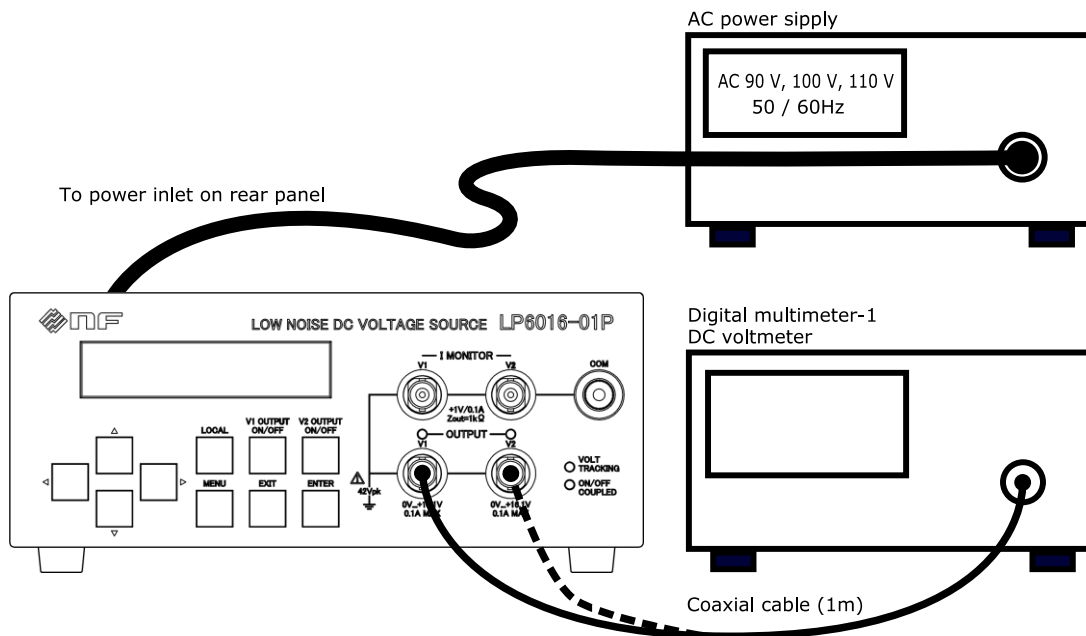 AC power sipply
AC 90 V, 100 V, 110 V
50 / 60Hz
To power inlet on rear panel
NF
LOW NOISE DC VOLTAGE SOURCE LP6016-01P
I MONITOR
V1 V2 COM
+1V/0.1A
Zout=1kΩ
LOCAL V1 OUTPUT ON/OFF V2 OUTPUT ON/OFF
OUTPUT
V1 V2
VOLT
TRACKING
ON/OFF
COUPLED
MENU EXIT ENTER
42Vpk
0.1A MAX 0.1A MAX
Digital multimeter-1
DC voltmeter
Coaxial cable (1m)